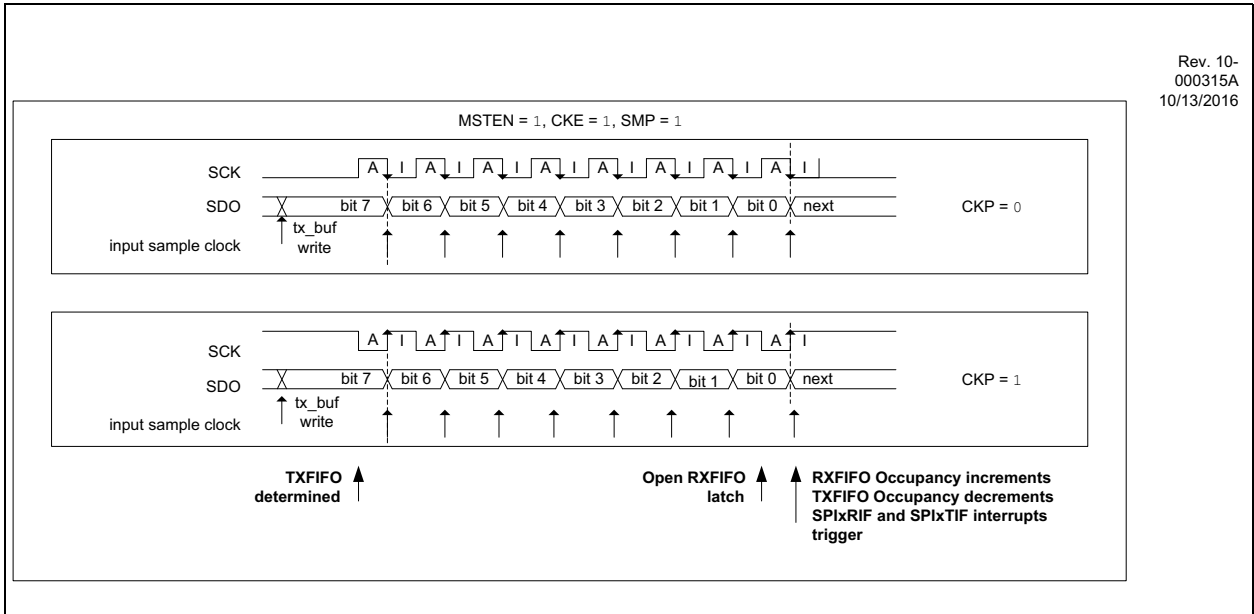 Rev. 10-
000315A
10/13/2016
MSTEN = 1, CKE = 1, SMP = 1
SCK A I A I A I A I A I A I A I A I
SDO bit 7 bit 6 bit 5 bit 4 bit 3 bit 2 bit 1 bit 0 next CKP = 0
tx_buf
write
input sample clock
SCK A I A I A I A I A I A I A I A I
SDO bit 7 bit 6 bit 5 bit 4 bit 3 bit 2 bit 1 bit 0 next CKP = 1
tx_buf
write
input sample clock
TXFIFO
determined
Open RXFIFO
latch
RXFIFO Occupancy increments
TXFIFO Occupancy decrements
SPIxRIF and SPIxTIF interrupts
trigger